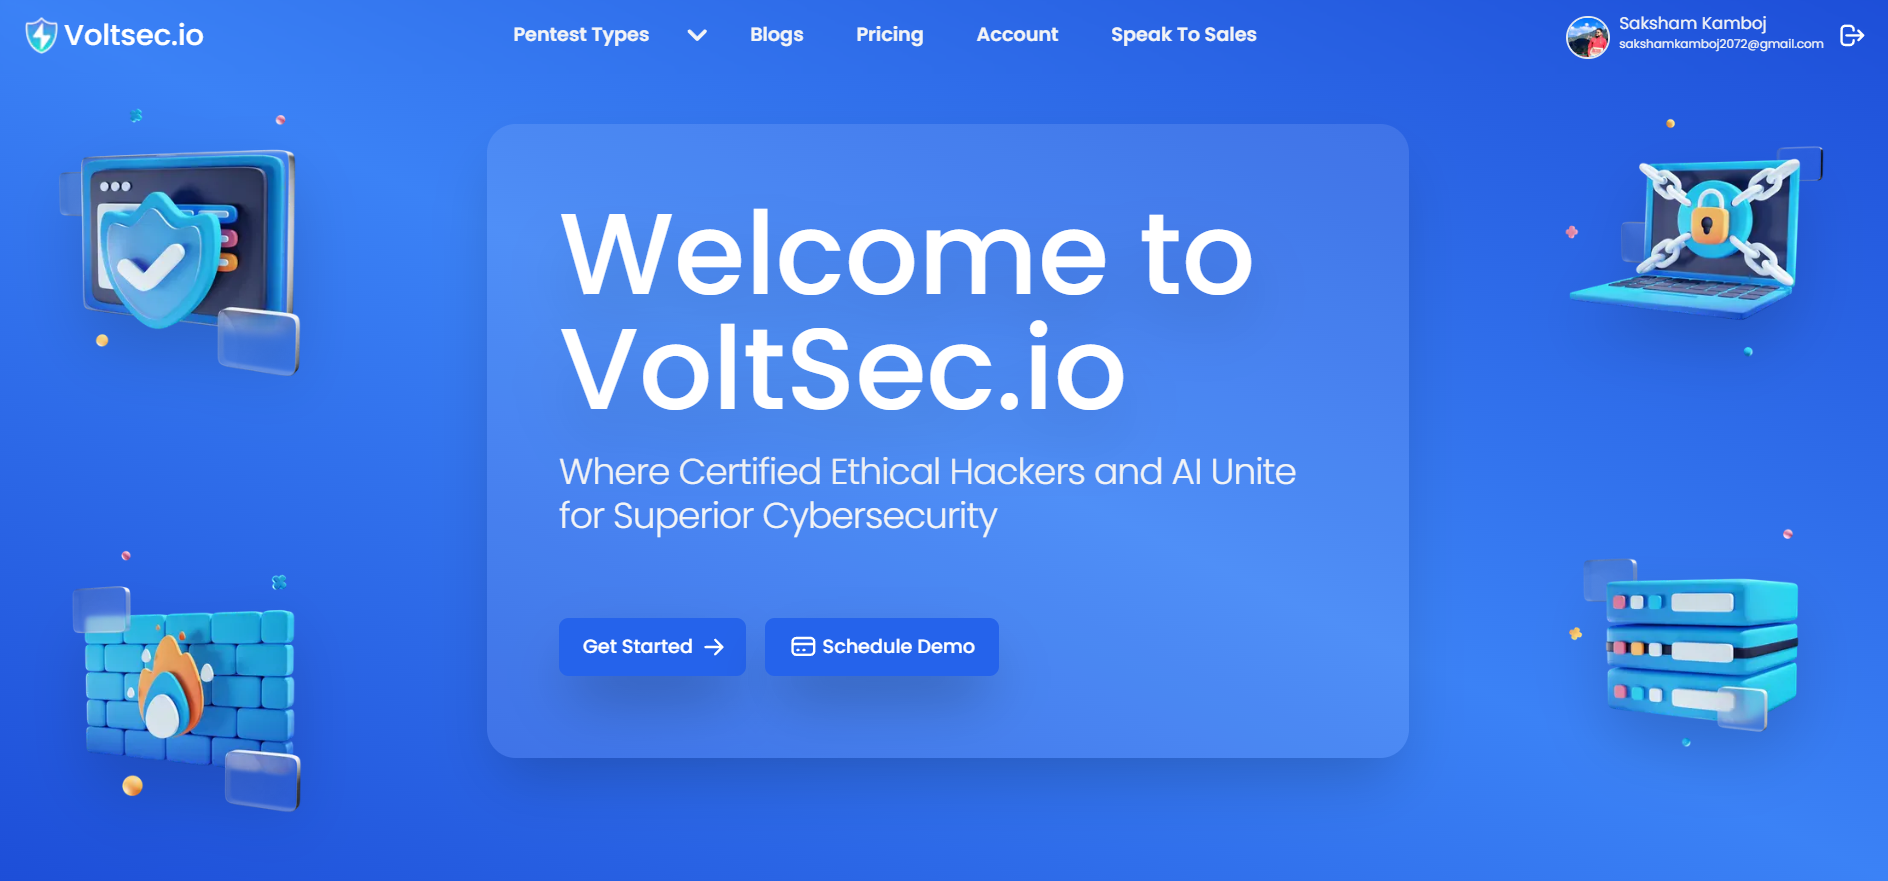 Voltsec.io
Pentest Types
Blogs
Pricing
Account
Speak To Sales
Saksham Kamboj
sakshamkamboj2072@gmail.com
Welcome to
VoltSec.io
Where Certified Ethical Hackers and AI Unite
for Superior Cybersecurity
Get Started
Schedule Demo